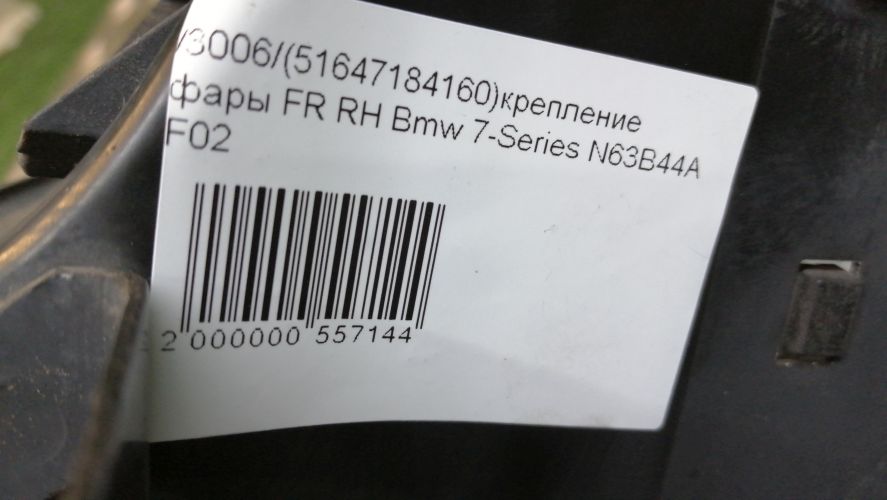 /3006/(51647184160)крепление
фары FR RH Bmw 7-Series N63B44A
F02
2 000000 557144